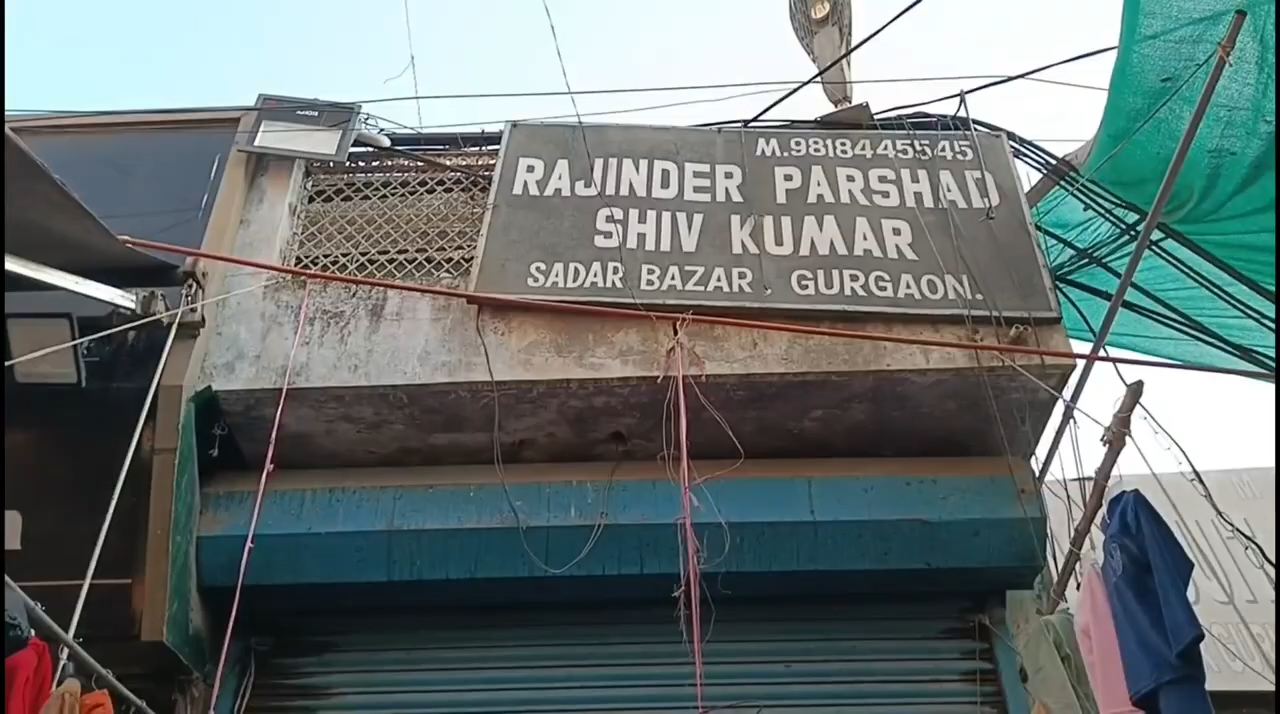 M.9818445545
RAJINDER PARSHAD
SHIV KUMAR
SADAR BAZAR, GURGAON.